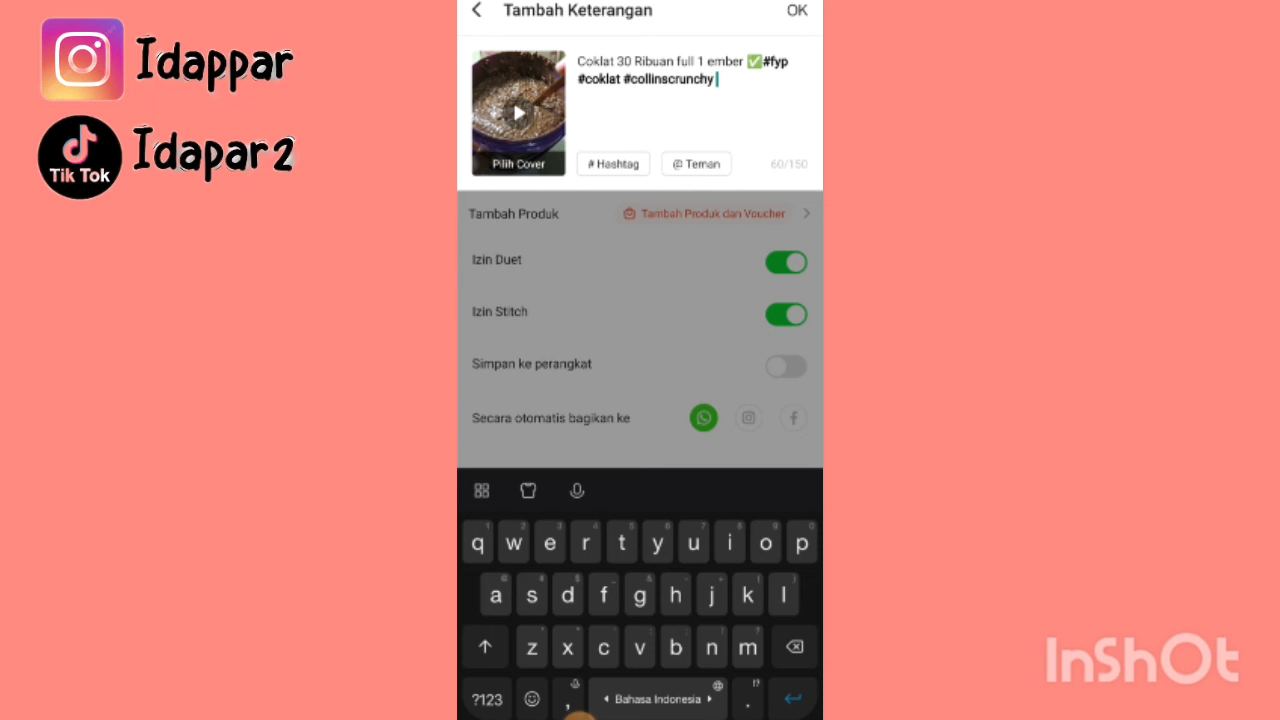 Idappar
Tik Tok
Idapar2
Tambah Keterangan
OK
Coklat 30 Ribuan full 1 ember ✅#fyp
#coklat #collinscrunchy
Pilih Cover
# Hashtag
@ Teman
60/150
Tambah Produk
Tambah Produk dan Voucher
Izin Duet
Izin Stitch
Simpan ke perangkat
Secara otomatis bagikan ke
q w e r t y u i o p
a s d f g h j k l
z x c v b n m
?123 , Bahasa Indonesia .
InShOt